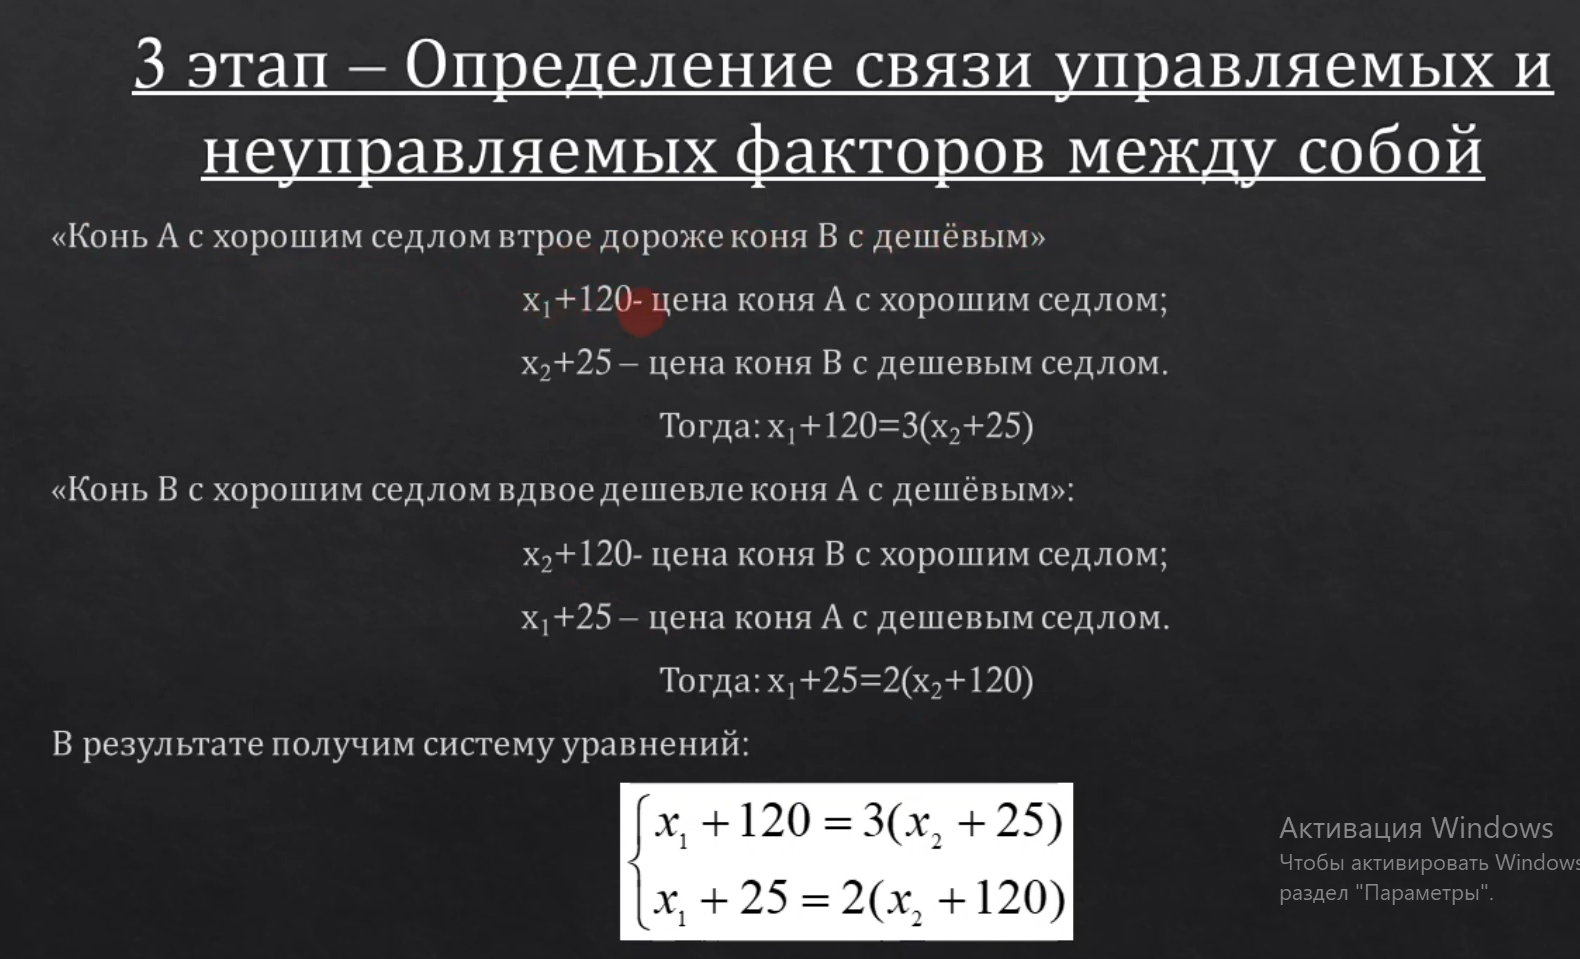 3 этап – Определение связи управляемых и
неуправляемых факторов между собой
«Конь А с хорошим седлом втрое дороже коня В с дешёвым»
x₁+120- цена коня А с хорошим седлом;
x₂+25 – цена коня В с дешевым седлом.
Тогда: x₁+120=3(x₂+25)
«Конь В с хорошим седлом вдвое дешевле коня А с дешёвым»:
x₂+120- цена коня В с хорошим седлом;
x₁+25 – цена коня А с дешевым седлом.
Тогда: x₁+25=2(x₂+120)
В результате получим систему уравнений:
x₁ + 120 = 3(x₂ + 25)
x₁ + 25 = 2(x₂ + 120)
Активация Windows
Чтобы активировать Windows
раздел "Параметры".